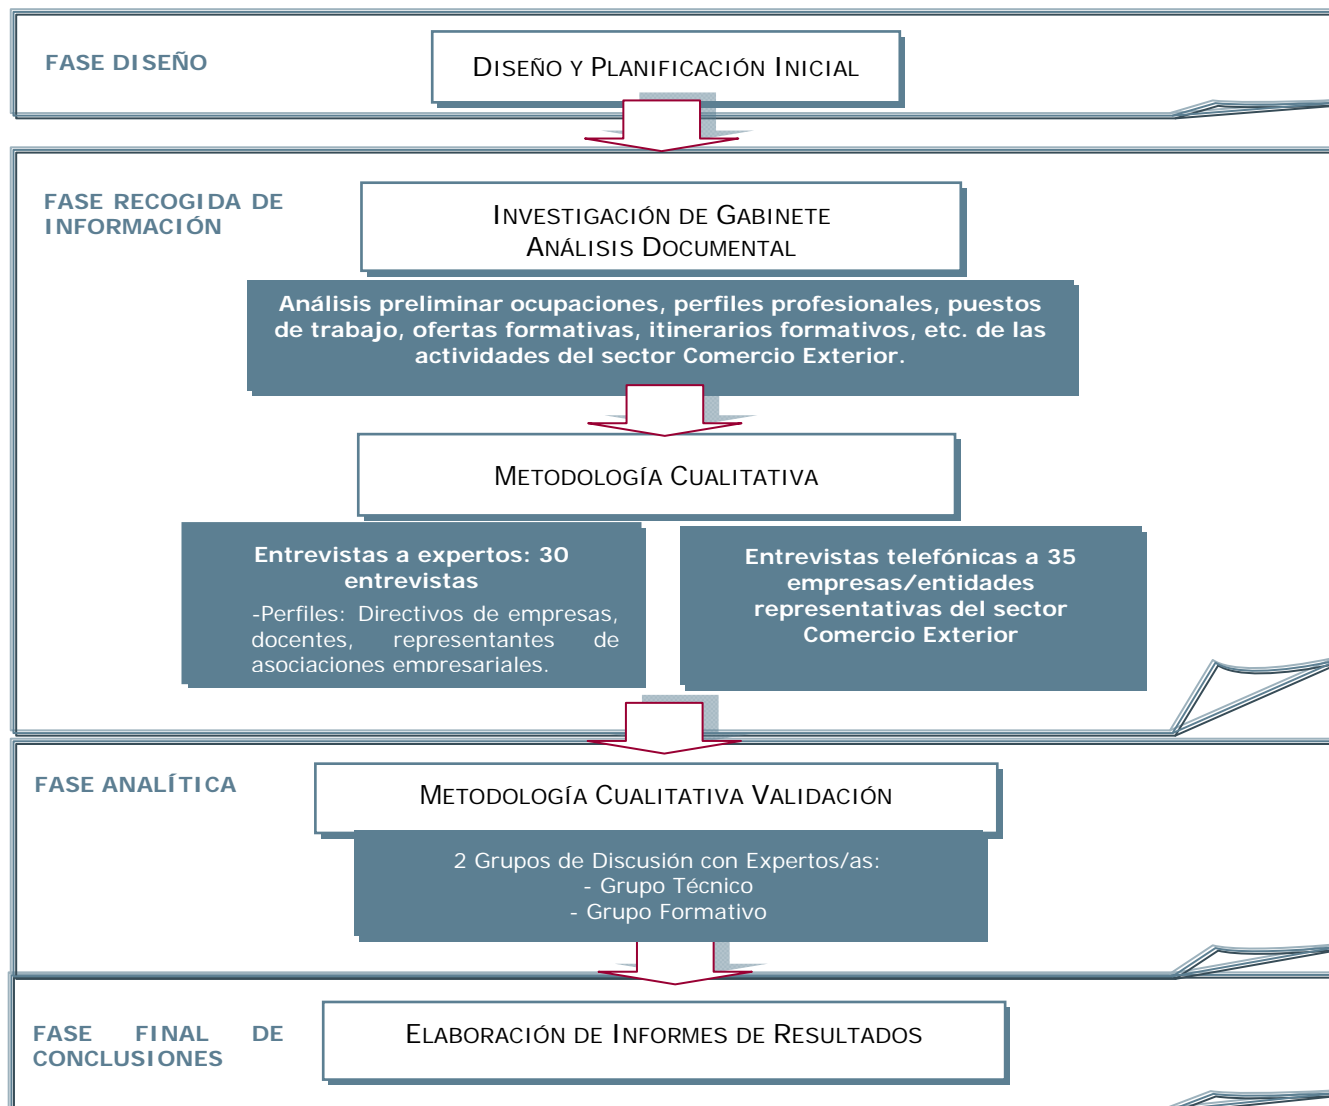 FASE DISEÑO
DISEÑO Y PLANIFICACIÓN INICIAL
FASE RECOGIDA DE
INFORMACIÓN
INVESTIGACIÓN DE GABINETE
ANÁLISIS DOCUMENTAL
Análisis preliminar ocupaciones, perfiles profesionales, puestos
de trabajo, ofertas formativas, itinerarios formativos, etc. de las
actividades del sector Comercio Exterior.
METODOLOGÍA CUALITATIVA
Entrevistas a expertos: 30
entrevistas
-Perfiles: Directivos de empresas,
docentes, representantes de
asociaciones empresariales.
Entrevistas telefónicas a 35
empresas/entidades
representativas del sector
Comercio Exterior
FASE ANALÍTICA
METODOLOGÍA CUALITATIVA VALIDACIÓN
2 Grupos de Discusión con Expertos/as:
- Grupo Técnico
- Grupo Formativo
FASE FINAL DE
CONCLUSIONES
ELABORACIÓN DE INFORMES DE RESULTADOS